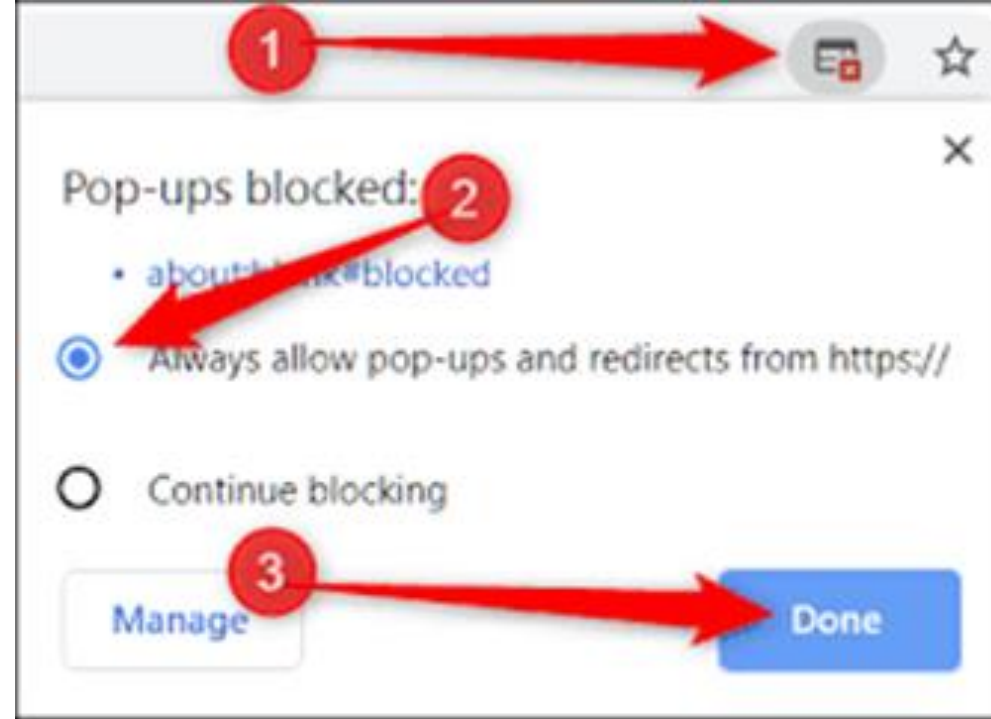 1
Pop-ups blocked:
2
• about:blank#blocked
Always allow pop-ups and redirects from https://
Continue blocking
3
Manage
Done